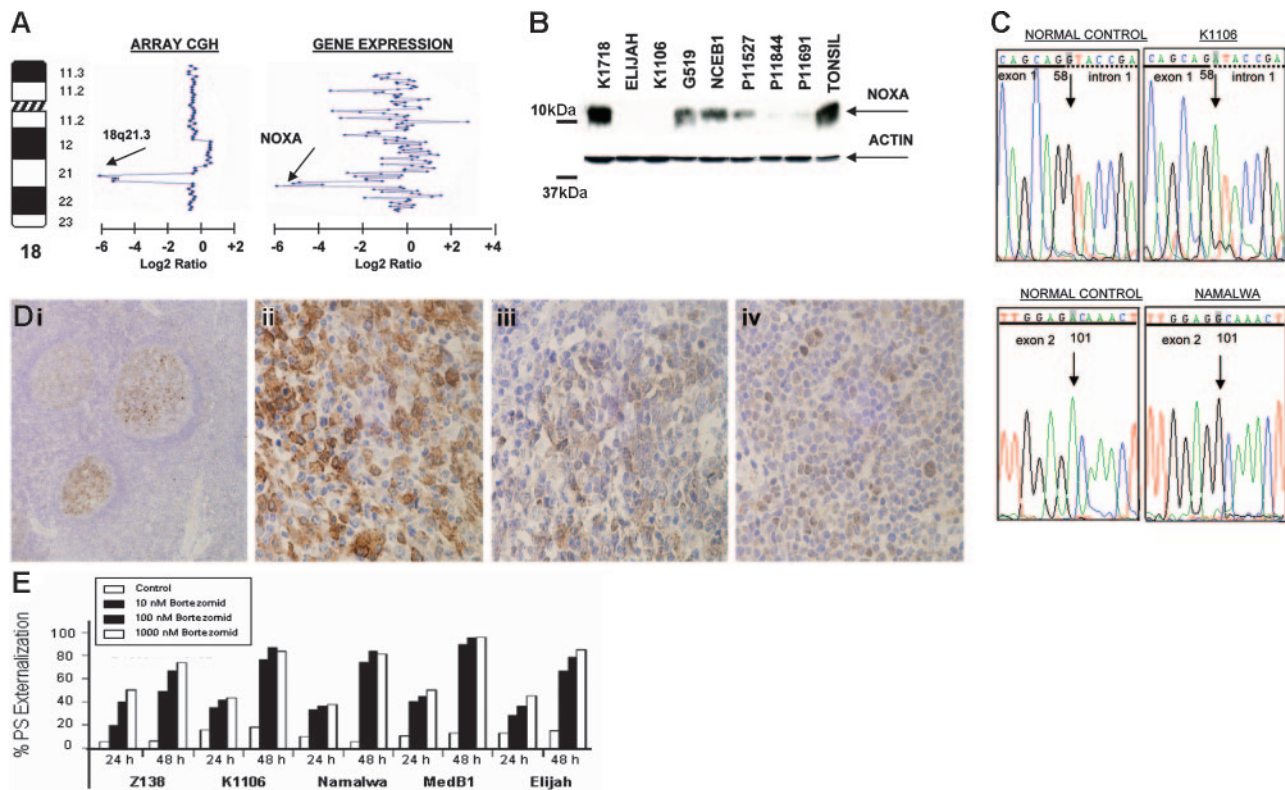 A
ARRAY CGH
GENE EXPRESSION
11.3
11.2
11.2
12
21
22
23
18
18q21.3
NOXA
-6 -4 -2 0 +2
Log2 Ratio
-6 -4 -2 0 +2 +4
Log2 Ratio
B
K1718
ELIJAH
K1106
G519
NCEB1
P11527
P11844
P11691
TONSIL
10kDa
NOXA
ACTIN
37kDa
C
NORMAL CONTROL
K1106
C A G C A G G T A C C G A
exon 1 58 intron 1
C A G C A G A T A C C G A
exon 1 58 intron 1
NORMAL CONTROL
NAMALWA
T T G G A G A C A A A C T
exon 2 101
T T G G A G G C A A A C T
exon 2 101
D i
ii
iii
iv
E
Control
10 nM Bortezomid
100 nM Bortezomid
1000 nM Bortezomid
% PS Externalization
100
80
60
40
20
0
24 h 48 h 24 h 48 h 24 h 48 h 24 h 48 h 24 h 48 h
Z138 K1106 Namalwa MedB1 Elijah